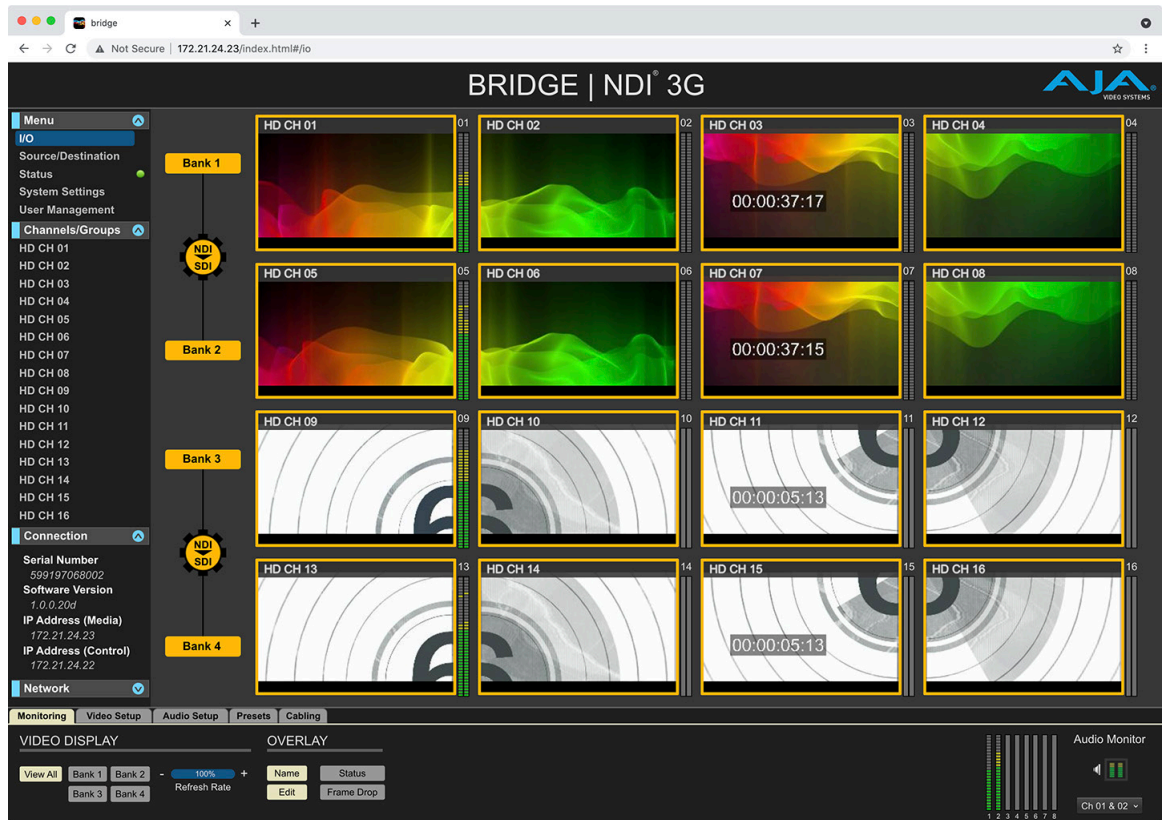 bridge
Not Secure | 172.21.24.23/index.html#/io
BRIDGE | NDI® 3G
AJA
VIDEO SYSTEMS
Menu
I/O
Source/Destination
Status
System Settings
User Management
Channels/Groups
HD CH 01
HD CH 02
HD CH 03
HD CH 04
HD CH 05
HD CH 06
HD CH 07
HD CH 08
HD CH 09
HD CH 10
HD CH 11
HD CH 12
HD CH 13
HD CH 14
HD CH 15
HD CH 16
Connection
Serial Number
599197068002
Software Version
1.0.0.20d
IP Address (Media)
172.21.24.23
IP Address (Control)
172.21.24.22
Network
Bank 1
NDI
SDI
Bank 2
Bank 3
NDI
SDI
Bank 4
HD CH 01 01 HD CH 02 02 HD CH 03 03 HD CH 04 04
00:00:37:17
HD CH 05 05 HD CH 06 06 HD CH 07 07 HD CH 08 08
00:00:37:15
HD CH 09 09 HD CH 10 10 HD CH 11 11 HD CH 12 12
6 6
00:00:05:13
HD CH 13 13 HD CH 14 14 HD CH 15 15 HD CH 16 16
6 6
00:00:05:13
Monitoring Video Setup Audio Setup Presets Cabling
VIDEO DISPLAY
View All Bank 1 Bank 2 - 100% +
Bank 3 Bank 4 Refresh Rate
OVERLAY
Name Status
Edit Frame Drop
1 2 3 4 5 6 7 8
Audio Monitor
Ch 01 & 02